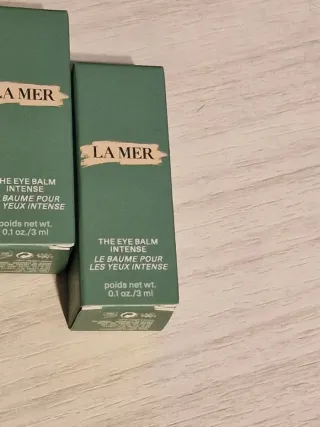 LA MER
THE EYE BALM
INTENSE
LE BAUME POUR
LES YEUX INTENSE
poids net wt.
0.1 oz./3 ml
LA MER
THE EYE BALM
INTENSE
LE BAUME POUR
LES YEUX INTENSE
poids net wt.
0.1 oz./3 ml